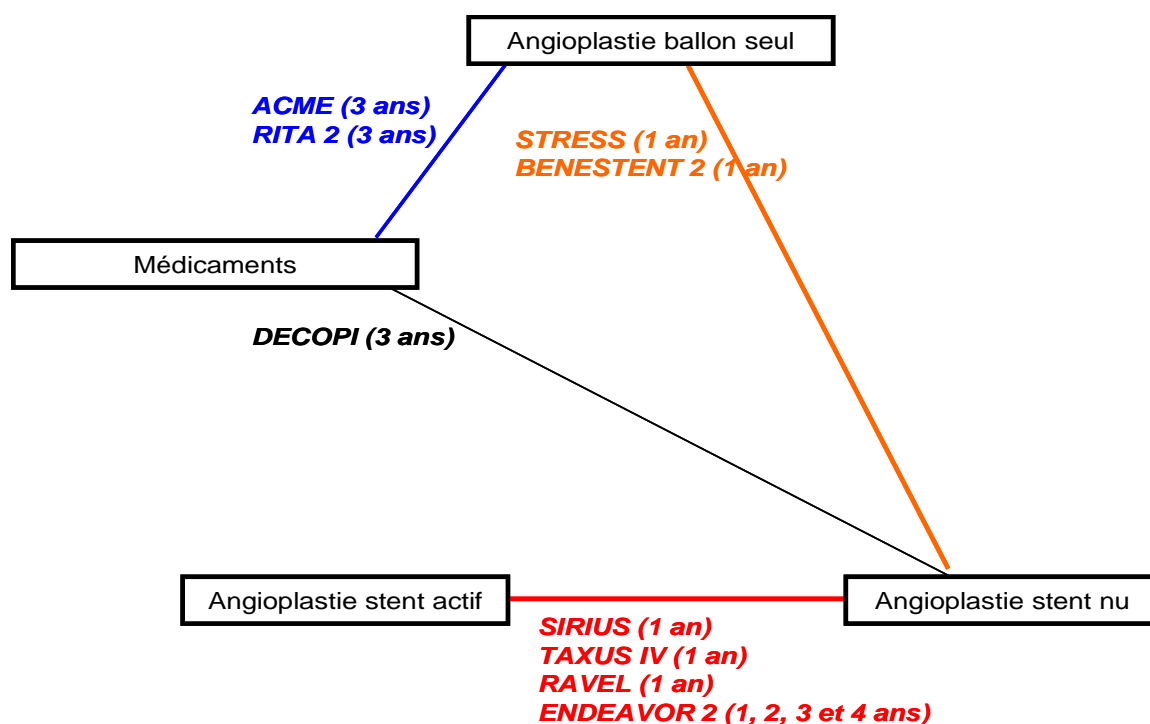 Angioplastie ballon seul
ACME (3 ans)
RITA 2 (3 ans)
STRESS (1 an)
BENESTENT 2 (1 an)
Médicaments
DECOPI (3 ans)
Angioplastie stent actif
Angioplastie stent nu
SIRIUS (1 an)
TAXUS IV (1 an)
RAVEL (1 an)
ENDEAVOR 2 (1, 2, 3 et 4 ans)